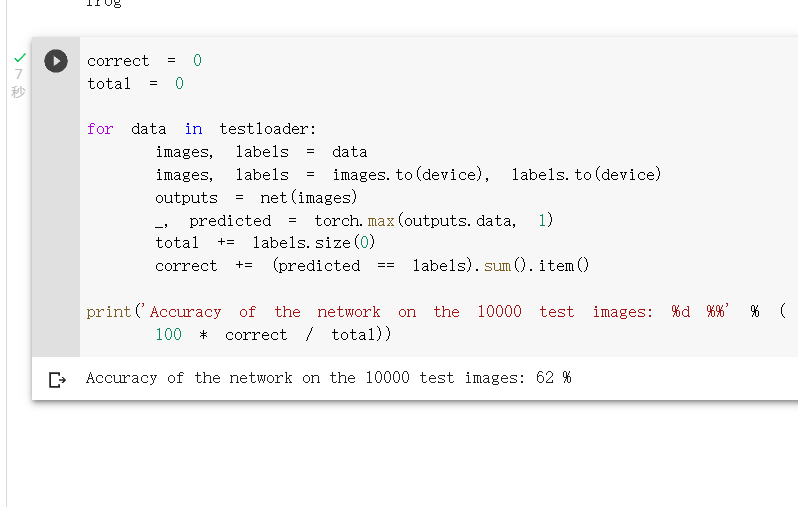 frog
7
秒
correct = 0
total = 0
for data in testloader:
images, labels = data
images, labels = images.to(device), labels.to(device)
outputs = net(images)
_, predicted = torch.max(outputs.data, 1)
total += labels.size(0)
correct += (predicted == labels).sum().item()
print('Accuracy of the network on the 10000 test images: %d %%' % (
100 * correct / total))
Accuracy of the network on the 10000 test images: 62 %